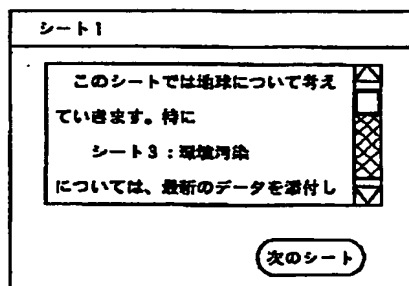 シート1
このシートでは地球について考え
ていきます。特に
シート3：環境汚染
については、最新のデータを添付し
次のシート